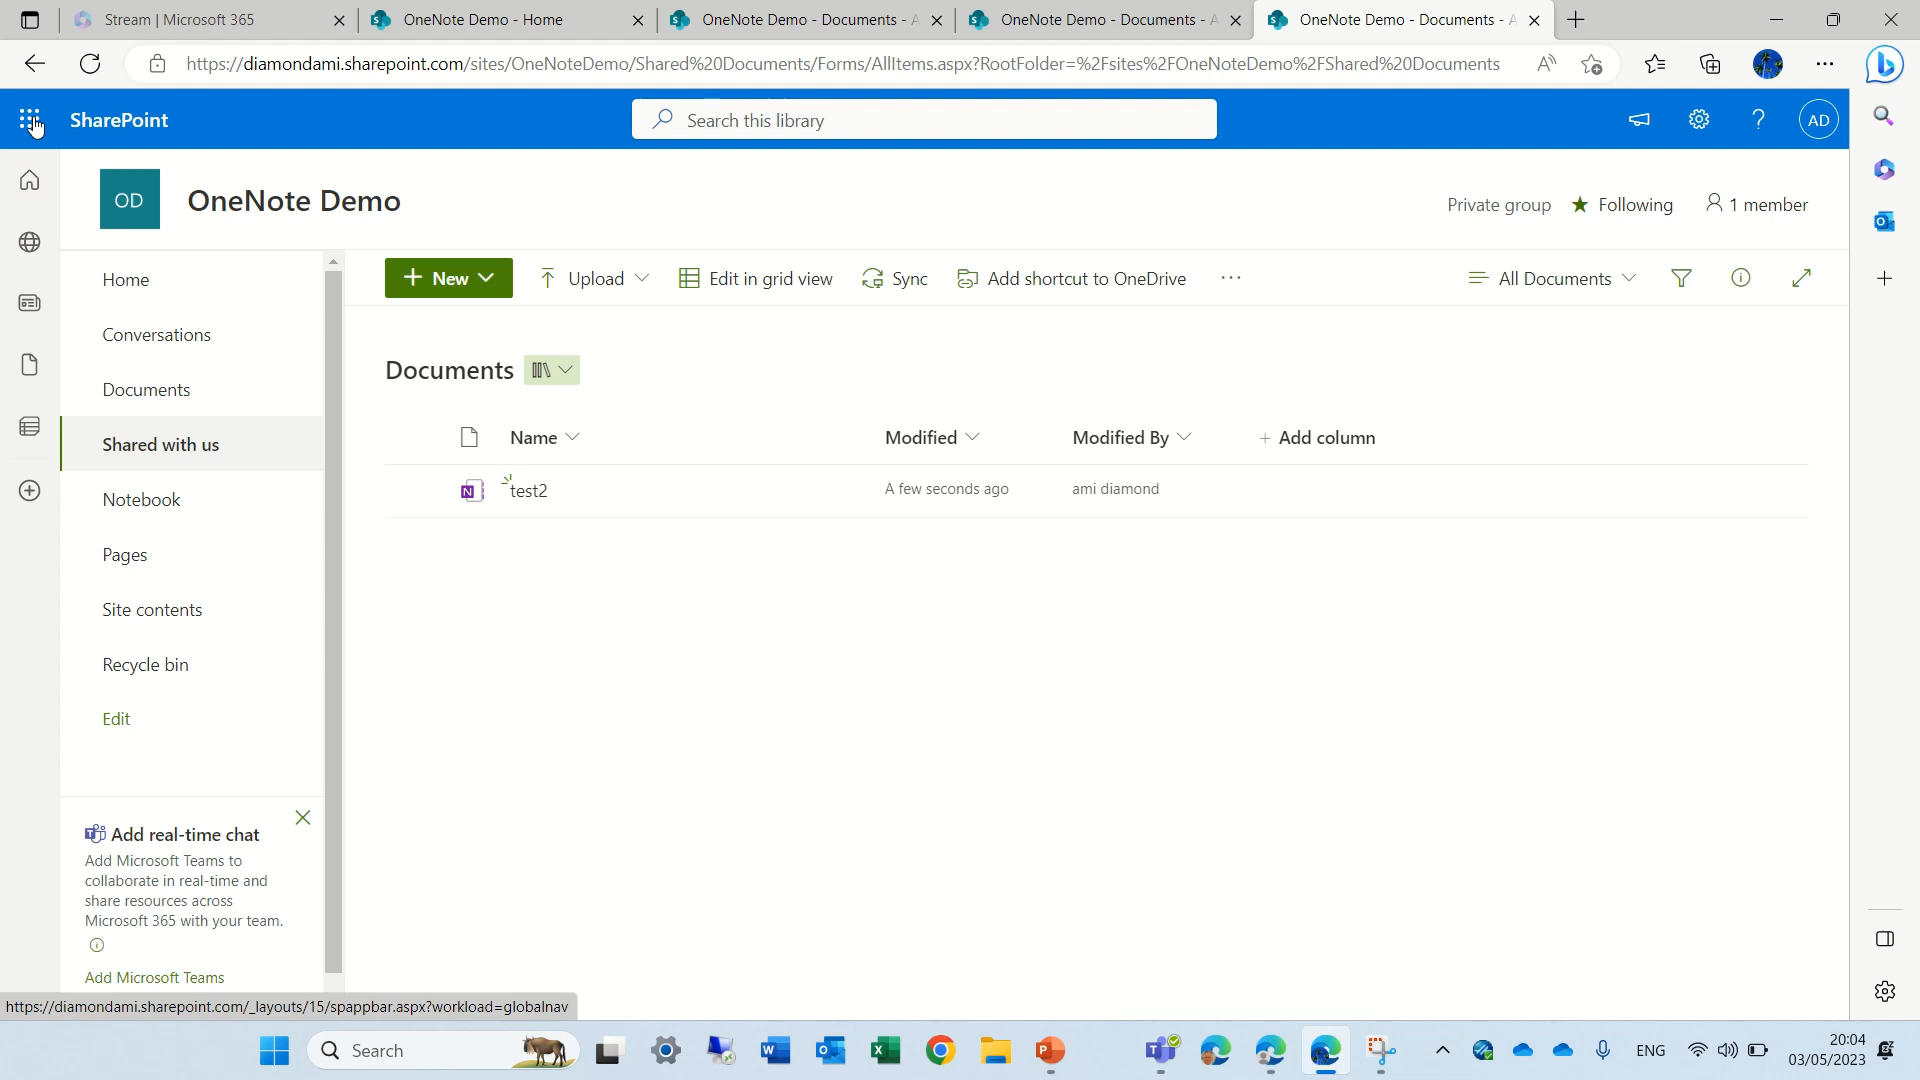 Stream | Microsoft 365
OneNote Demo - Home
OneNote Demo - Documents - A
OneNote Demo - Documents - A
OneNote Demo - Documents - A
https://diamondami.sharepoint.com/sites/OneNoteDemo/Shared%20Documents/Forms/AllItems.aspx?RootFolder=%2Fsites%2FOneNoteDemo%2FShared%20Documents
SharePoint
Search this library
AD
OD
OneNote Demo
Private group
Following
1 member
Home
Conversations
Documents
Shared with us
Notebook
Pages
Site contents
Recycle bin
Edit
New
Upload
Edit in grid view
Sync
Add shortcut to OneDrive
All Documents
Documents
Name
Modified
Modified By
+ Add column
test2
A few seconds ago
ami diamond
Add real-time chat
Add Microsoft Teams to
collaborate in real-time and
share resources across
Microsoft 365 with your team.
Add Microsoft Teams
https://diamondami.sharepoint.com/_layouts/15/spappbar.aspx?workload=globalnav
Search
ENG
20:04
03/05/2023